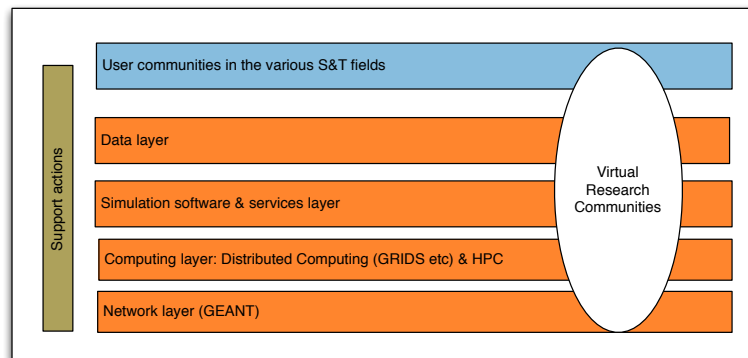 Support actions
User communities in the various S&T fields
Data layer
Simulation software & services layer
Computing layer: Distributed Computing (GRIDS etc) & HPC
Network layer (GEANT)
Virtual
Research
Communities